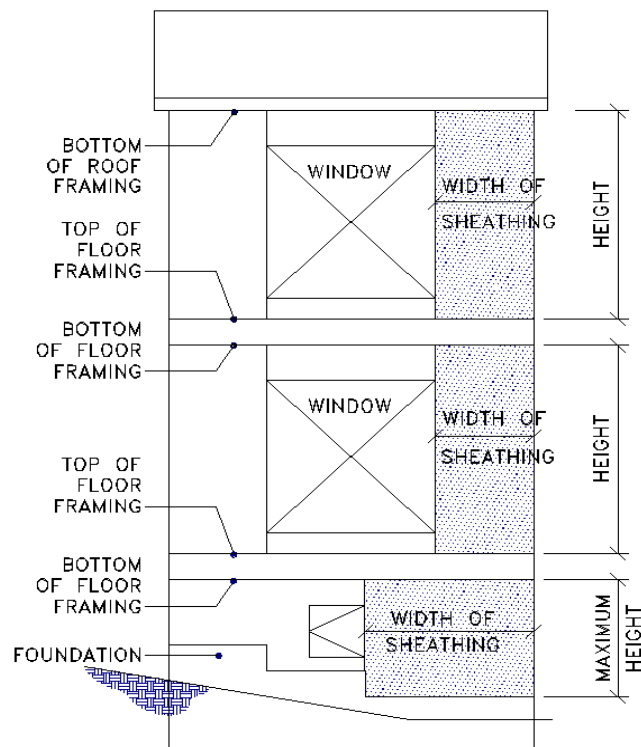 BOTTOM
OF ROOF
FRAMING
WINDOW
WIDTH OF
SHEATHING
HEIGHT
TOP OF
FLOOR
FRAMING
BOTTOM
OF FLOOR
FRAMING
WINDOW
WIDTH OF
SHEATHING
HEIGHT
TOP OF
FLOOR
FRAMING
BOTTOM
OF FLOOR
FRAMING
WIDTH OF
SHEATHING
MAXIMUM
HEIGHT
FOUNDATION